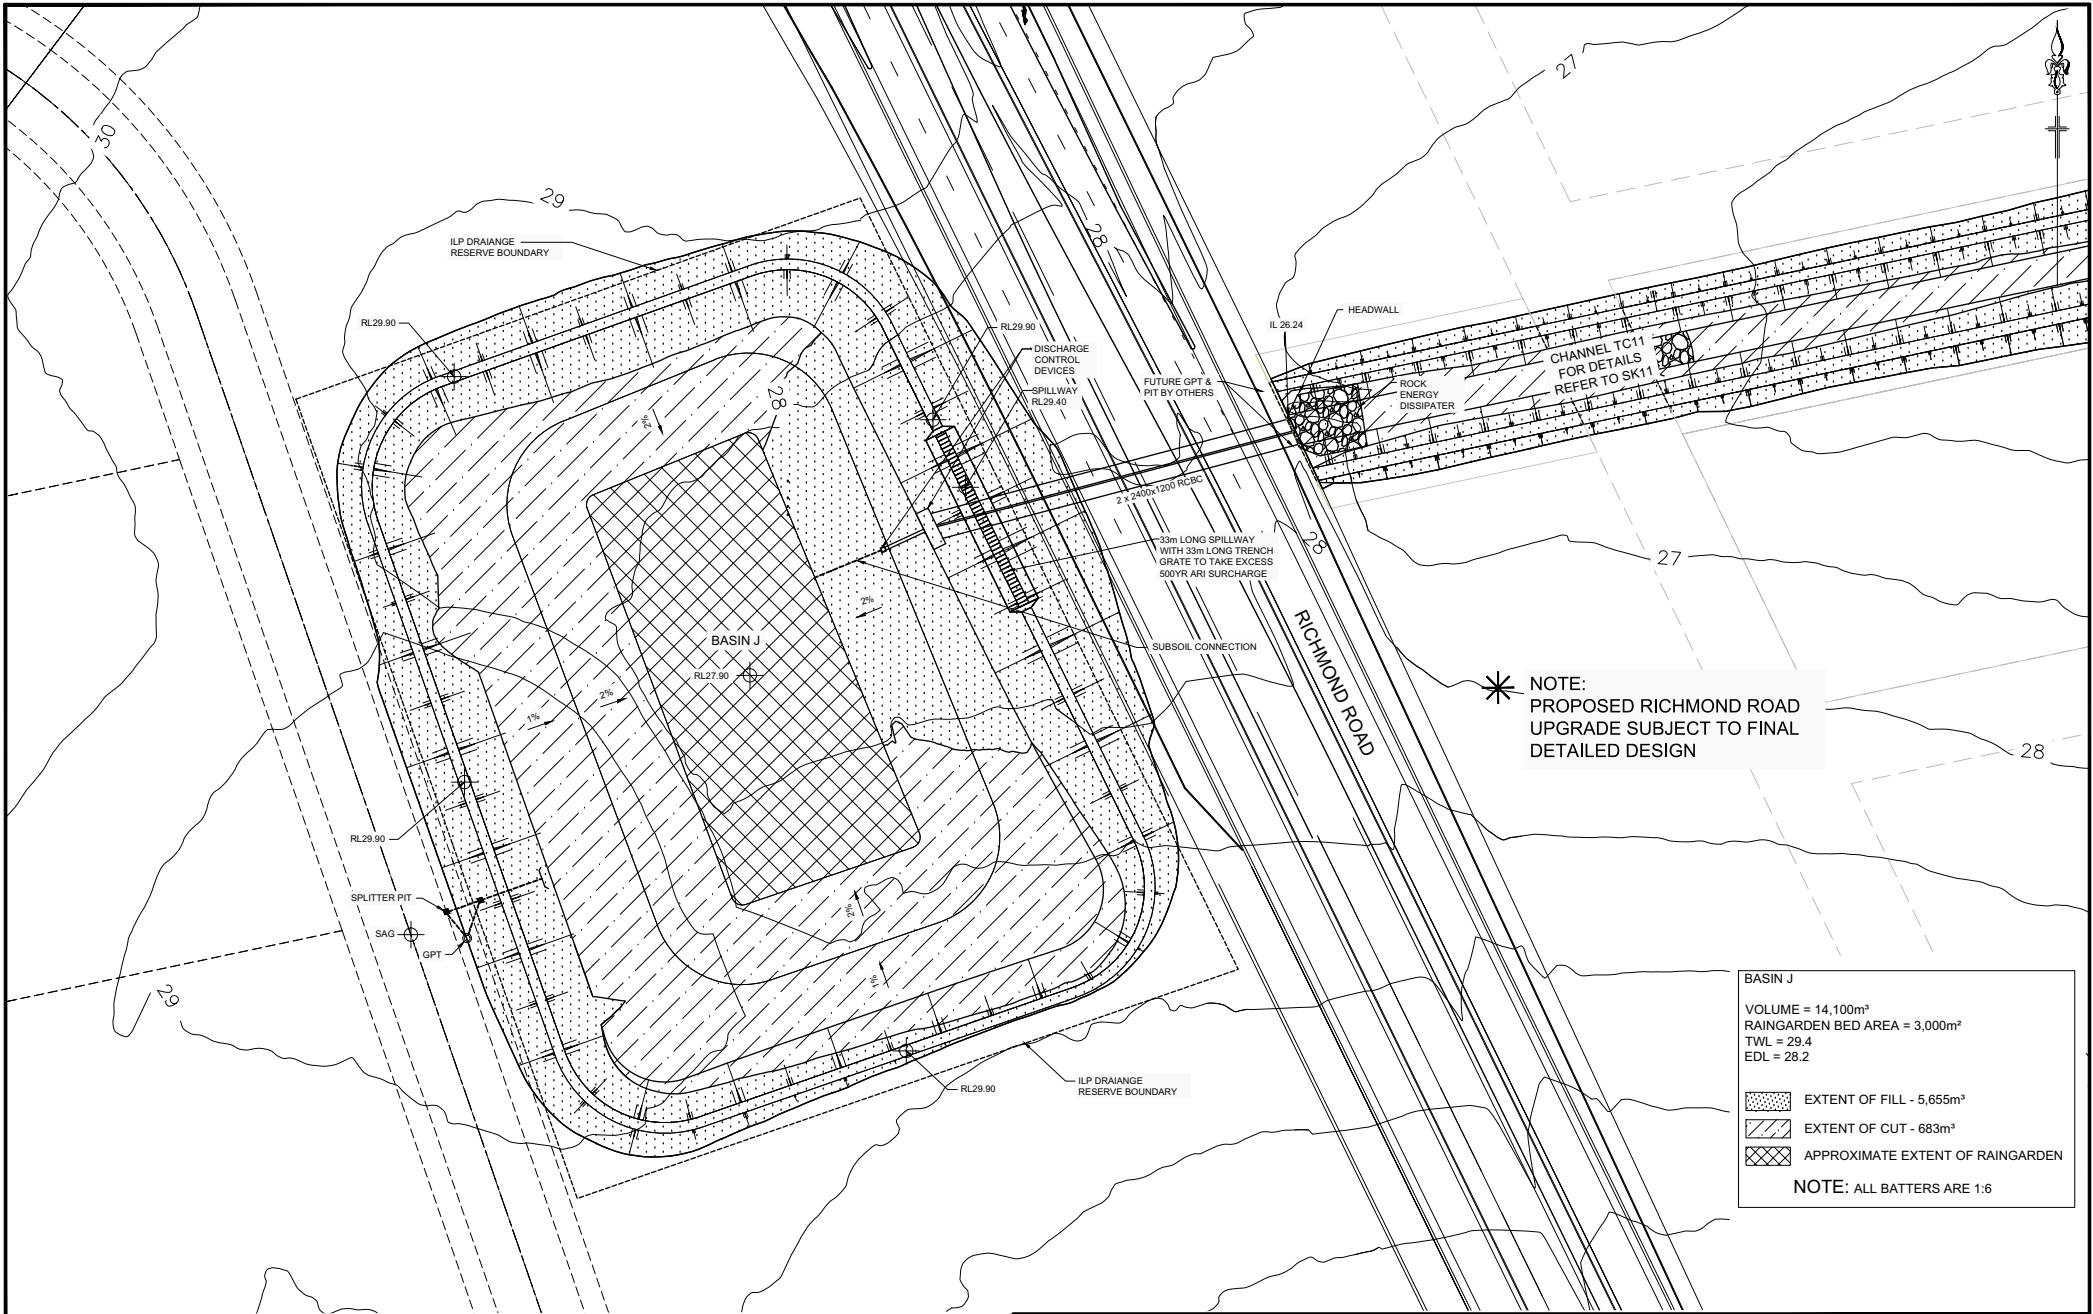 30
29
27
28
ILP DRAIANGE
RESERVE BOUNDARY
RL29.90
RL29.90
DISCHARGE
CONTROL
DEVICES
SPILLWAY
RL29.40
IL 26.24
HEADWALL
FUTURE GPT &
PIT BY OTHERS
ROCK
ENERGY
DISSIPATER
CHANNEL TC11
FOR DETAILS
REFER TO SK11
28
2%
2 x 2400x1200 RCBC
33m LONG SPILLWAY
WITH 33m LONG TRENCH
GRATE TO TAKE EXCESS
500YR ARI SURCHARGE
28
27
2%
SUBSOIL CONNECTION
BASIN J
RL27.90
2%
1%
RICHMOND ROAD
NOTE:
PROPOSED RICHMOND ROAD
UPGRADE SUBJECT TO FINAL
DETAILED DESIGN
28
RL29.90
SPLITTER PIT
SAG
GPT
2%
1%
29
RL29.90
ILP DRAIANGE
RESERVE BOUNDARY
BASIN J
VOLUME = 14,100m³
RAINGARDEN BED AREA = 3,000m²
TWL = 29.4
EDL = 28.2
EXTENT OF FILL - 5,655m³
EXTENT OF CUT - 683m³
APPROXIMATE EXTENT OF RAINGARDEN
NOTE: ALL BATTERS ARE 1:6